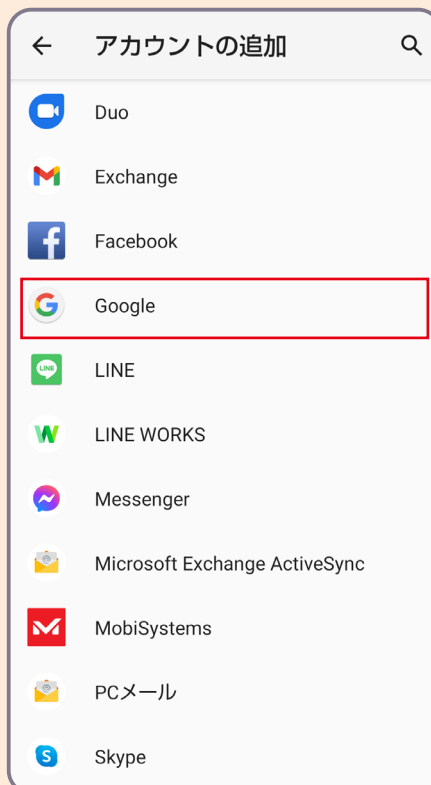 アカウントの追加
Duo
Exchange
Facebook
Google
LINE
LINE WORKS
Messenger
Microsoft Exchange ActiveSync
MobiSystems
PCメール
Skype